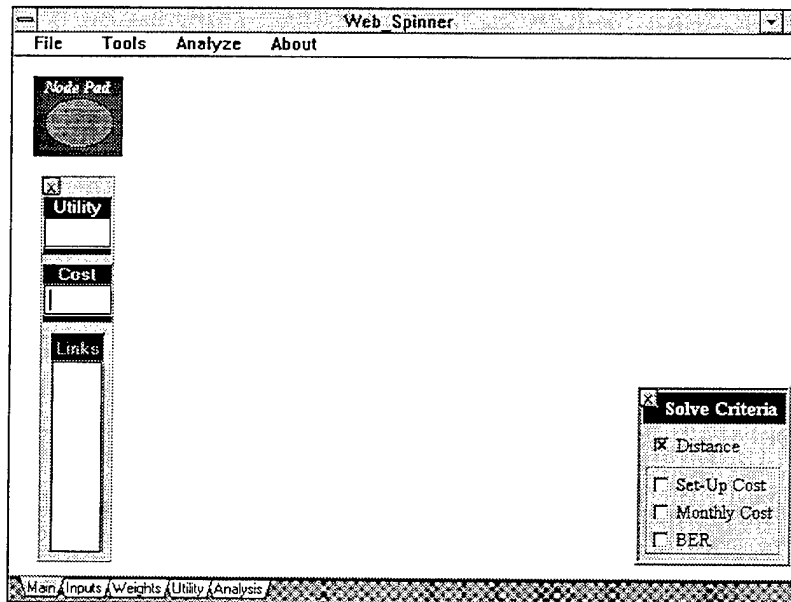 Web_Spinner
File Tools Analyze About
Node Pad
X
Utility
Cost
Links
X
Solve Criteria
Distance
Set-Up Cost
Monthly Cost
BER
Main Inputs Weights Utility Analysis